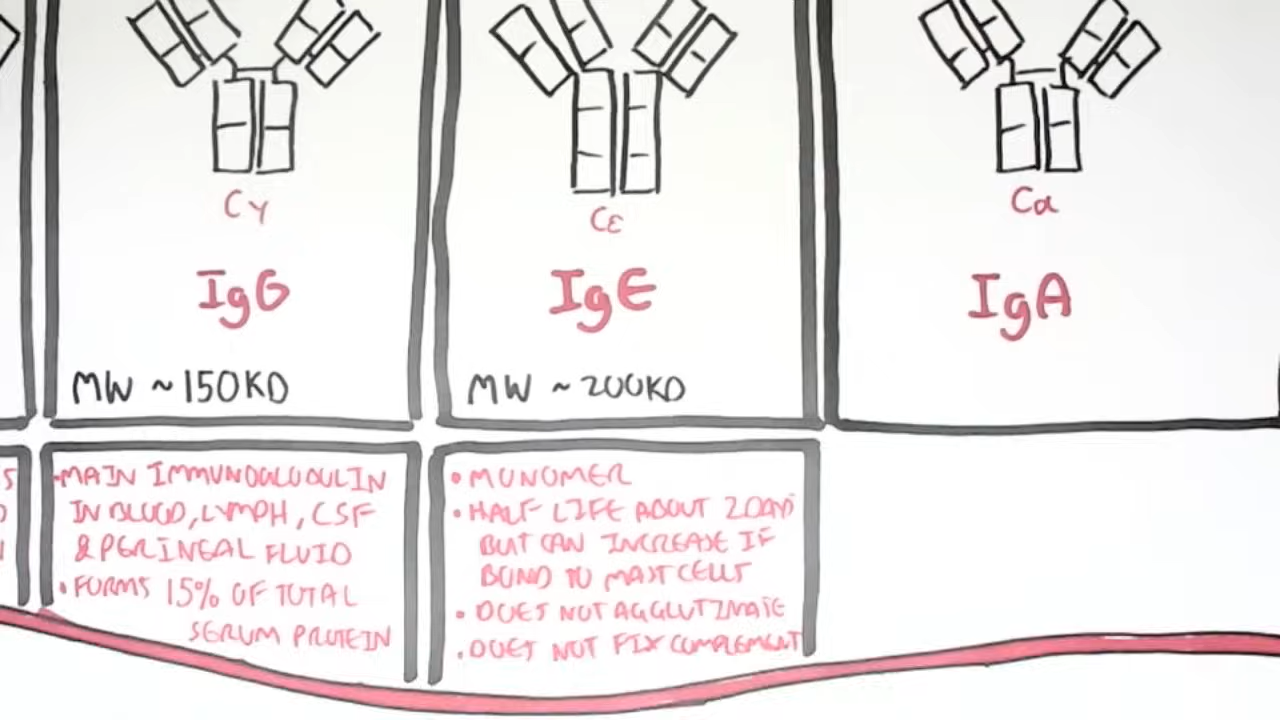 Cγ
IgG
MW ~150KD
• MAIN IMMUNOGLOBULIN
IN BLOOD, LYMPH, CSF
& PERINEAL FLUID
• FORMS 15% OF TOTAL
SERUM PROTEIN
Cε
IgE
MW ~200KD
• MONOMER
• HALF LIFE ABOUT 2 DAYS
BUT CAN INCREASE IF
BOND TO MAST CELLS
• DOES NOT AGGLUTINATE
• DOES NOT FIX COMPLEMENT
Cα
IgA